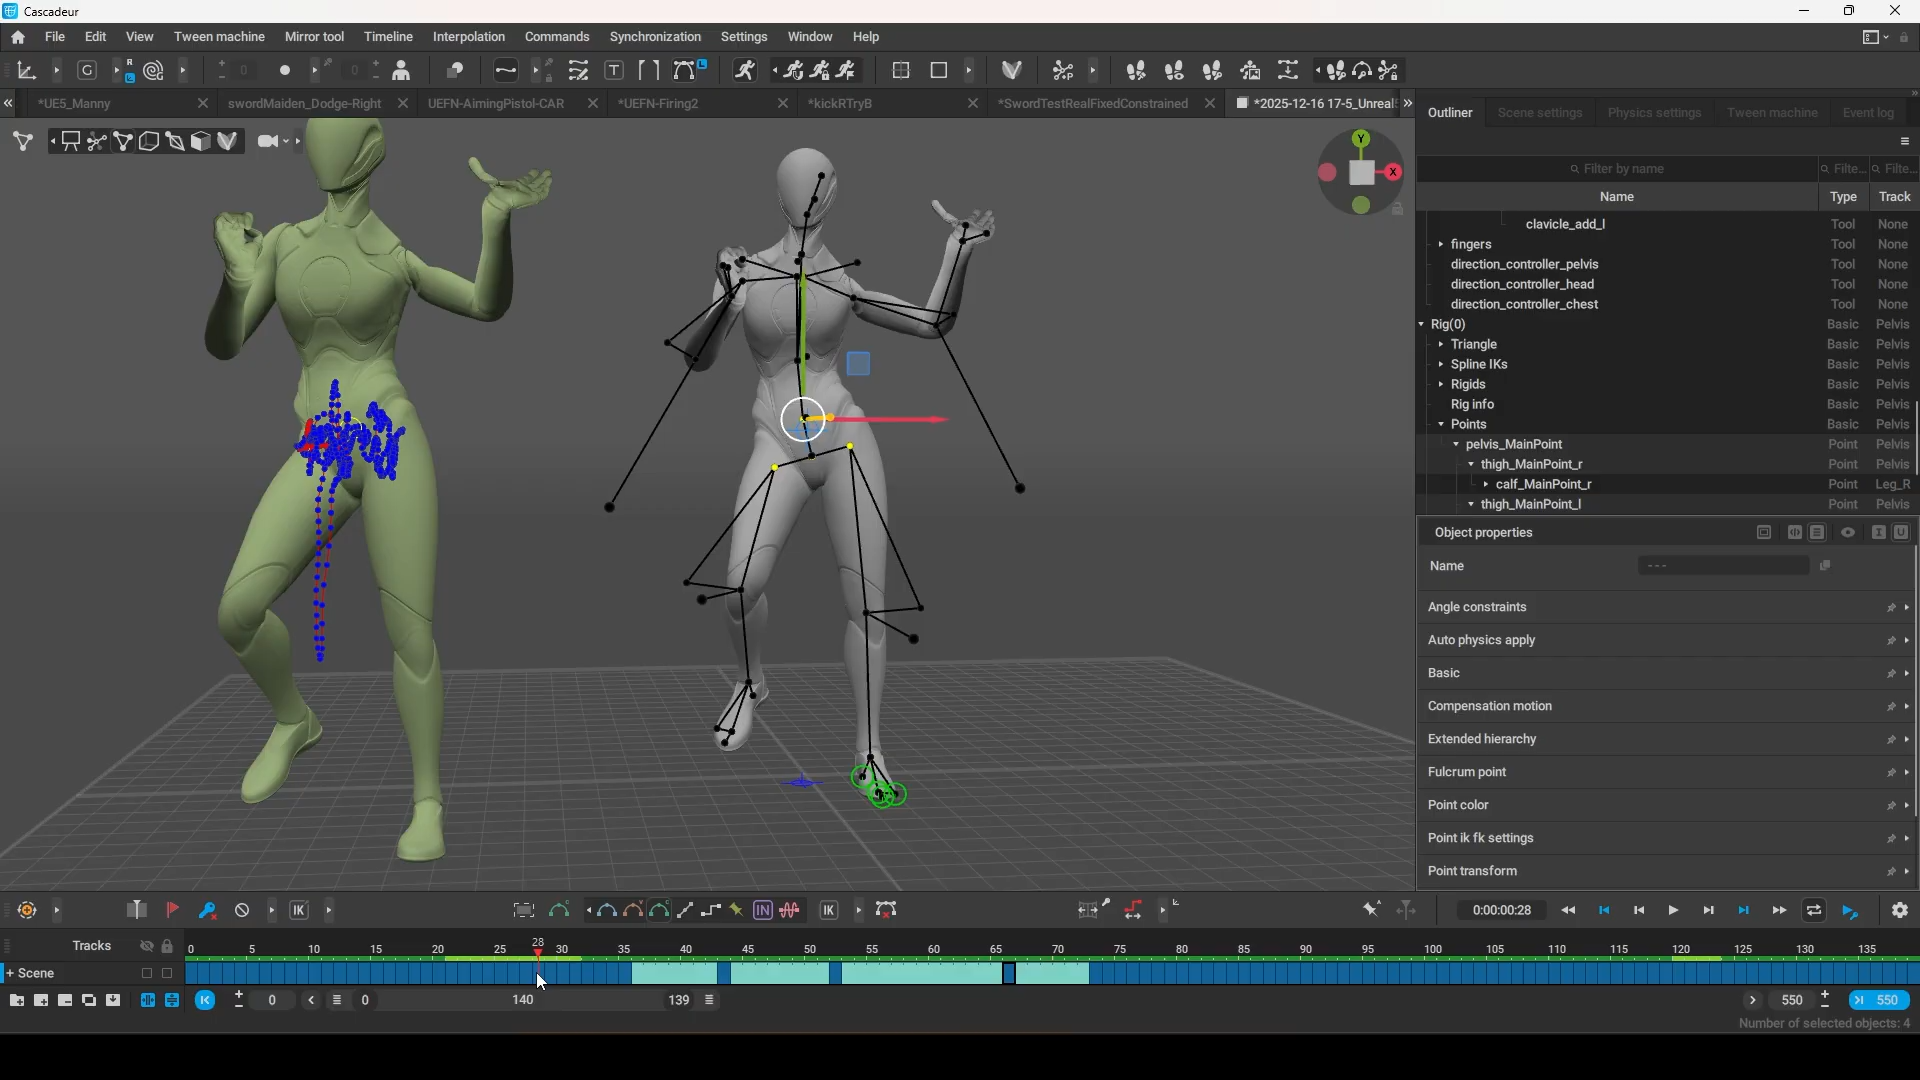 Cascadeur
File Edit View Tween machine Mirror tool Timeline Interpolation Commands Synchronization Settings Window Help
G R L 0 0 T L P
*UE5_Manny swordMaiden_Dodge-Right UEFN-AimingPistol-CAR *UEFN-Firing2 *kickRTryB *SwordTestRealFixedConstrained *2025-12-16 17-5_Unreal
Outliner Scene settings Physics settings Tween machine Event log
Y
X
Filter by name Filte... Filte...
Name Type Track
clavicle_add_l Tool None
fingers Tool None
direction_controller_pelvis Tool None
direction_controller_head Tool None
direction_controller_chest Tool None
Rig(0) Basic Pelvis
Triangle Basic Pelvis
Spline IKs Basic Pelvis
Rigids Basic Pelvis
Rig info Basic Pelvis
Points Basic Pelvis
pelvis_MainPoint Point Pelvis
thigh_MainPoint_r Point Pelvis
calf_MainPoint_r Point Leg_R
thigh_MainPoint_l Point Pelvis
Object properties
Name ---
Angle constraints
Auto physics apply
Basic
Compensation motion
Extended hierarchy
Fulcrum point
Point color
Point ik fk settings
Point transform
IK IN IK 0:00:00:28
Tracks 0 5 10 15 20 25 28 30 35 40 45 50 55 60 65 70 75 80 85 90 95 100 105 110 115 120 125 130 135
+ Scene
0 0 140 139 550 550
Number of selected objects: 4